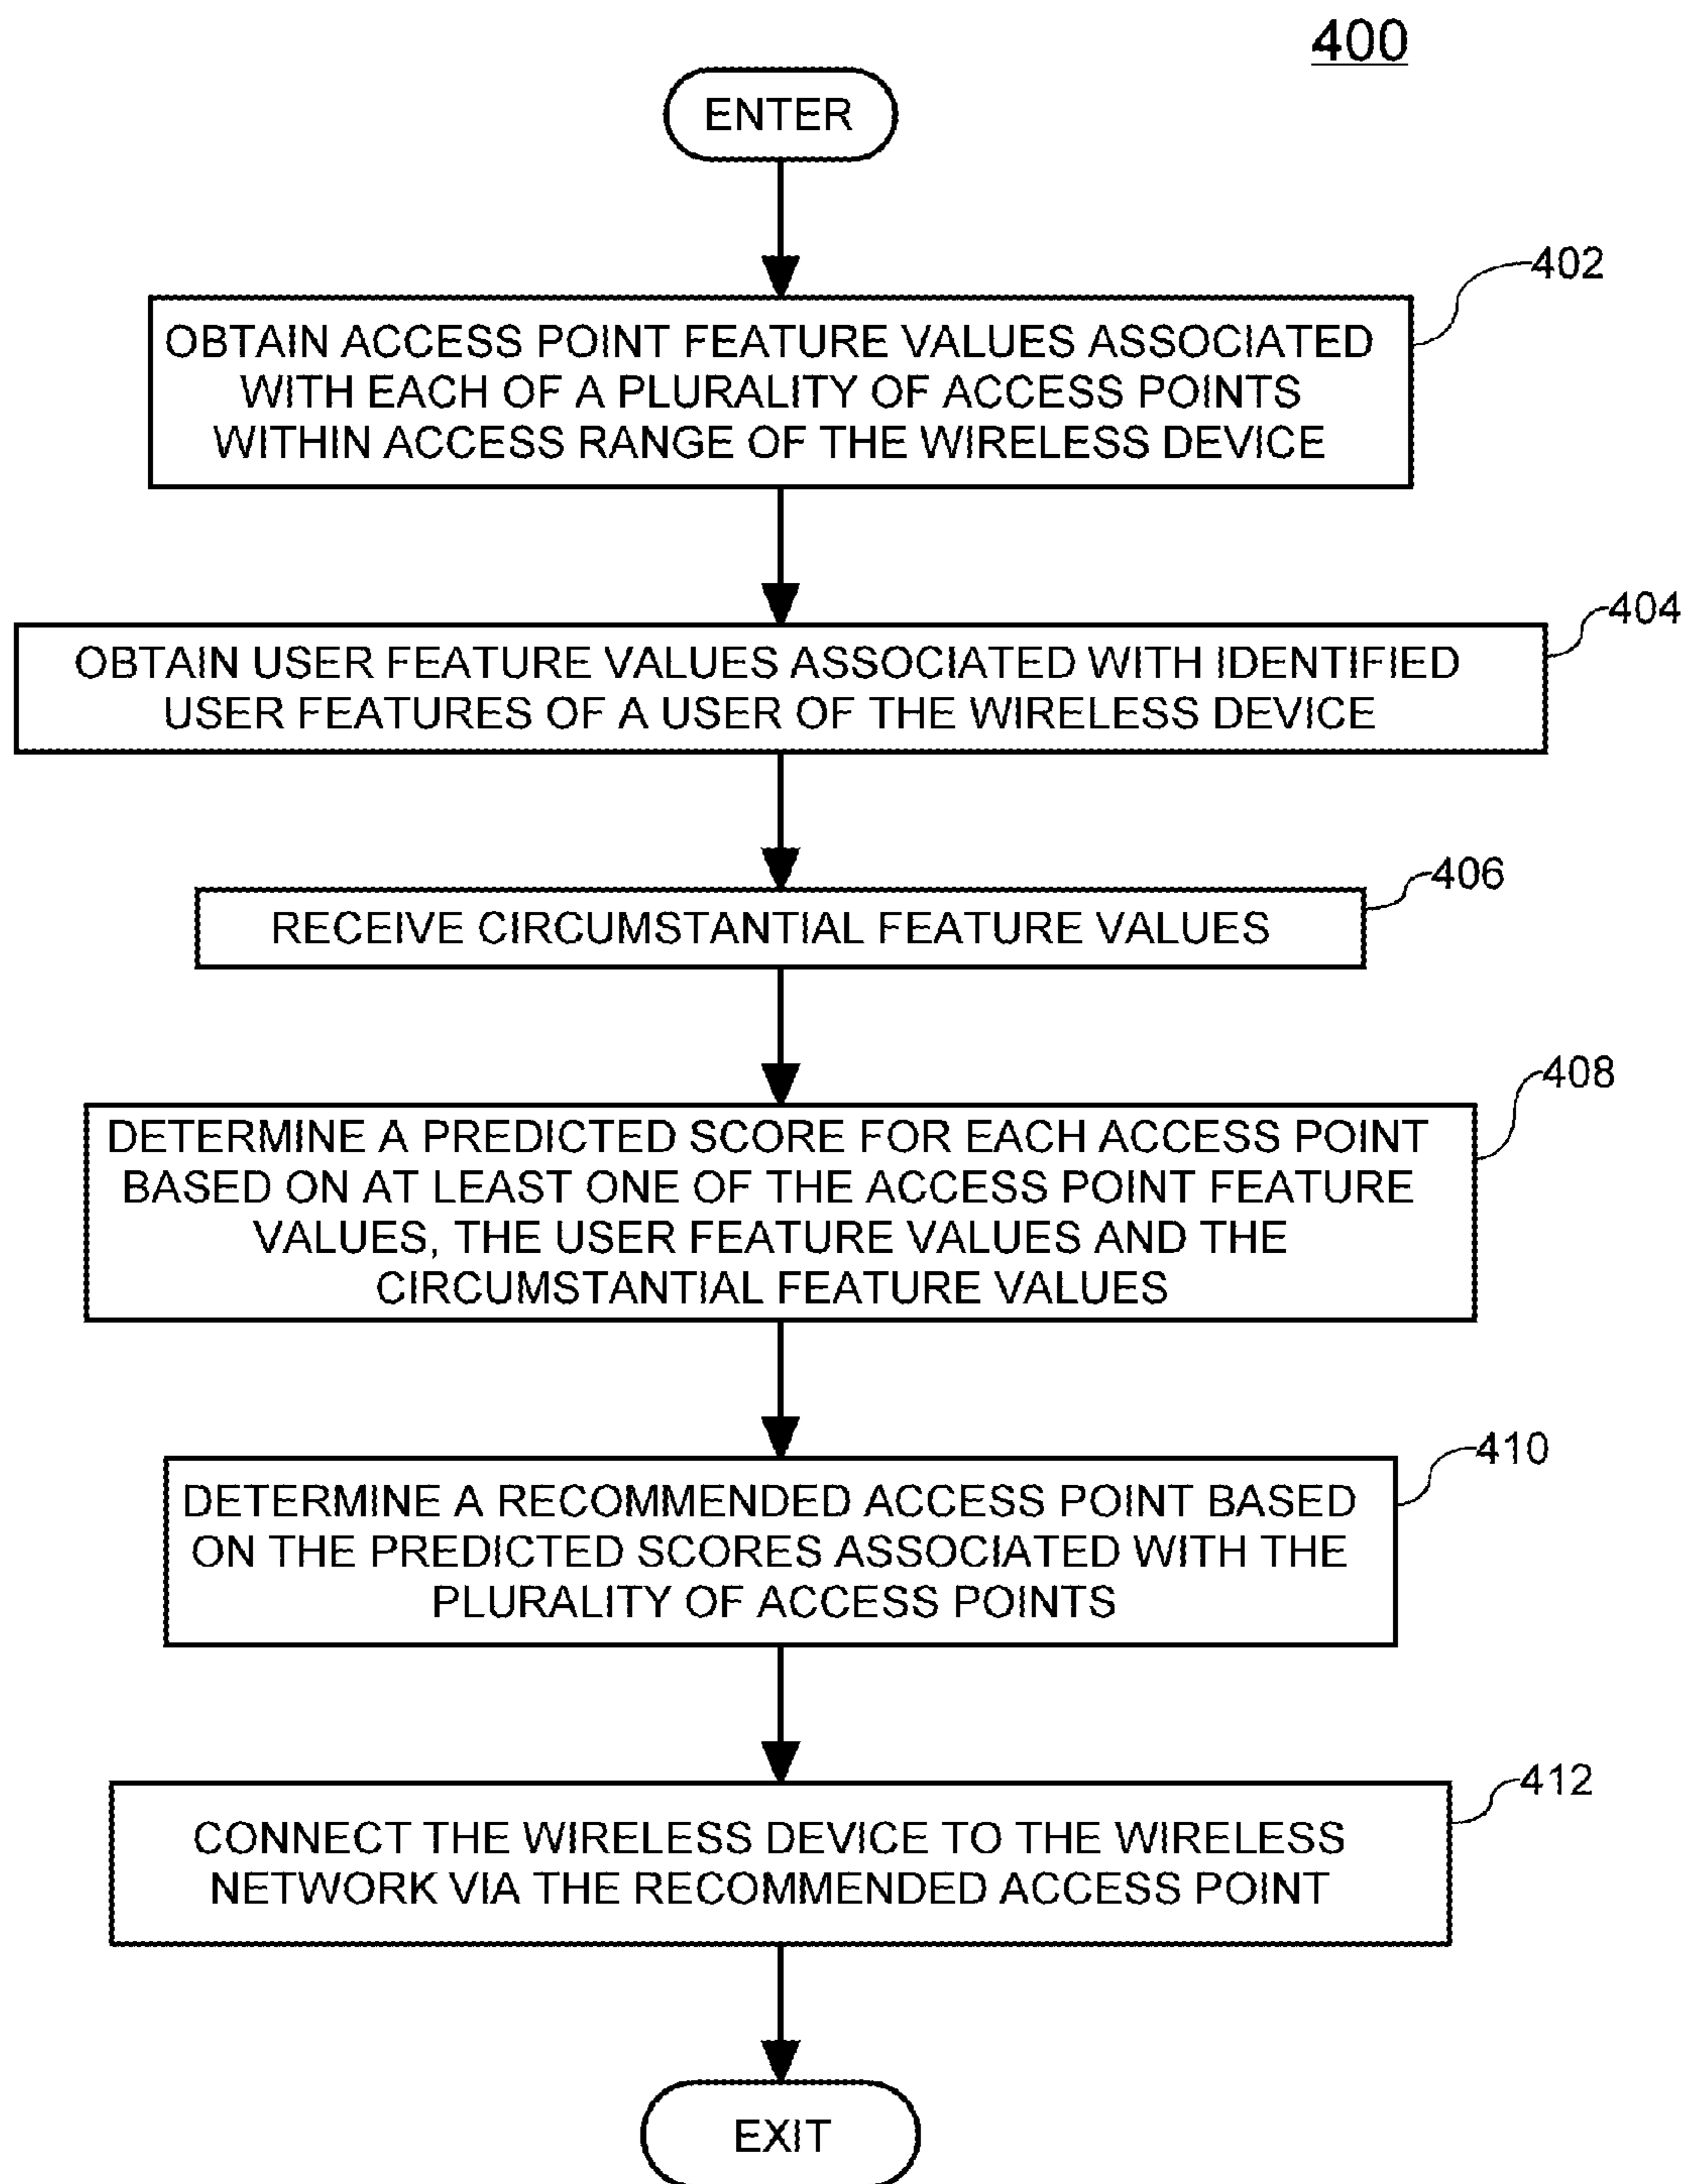 400
ENTER
402
OBTAIN ACCESS POINT FEATURE VALUES ASSOCIATED
WITH EACH OF A PLURALITY OF ACCESS POINTS
WITHIN ACCESS RANGE OF THE WIRELESS DEVICE
404
OBTAIN USER FEATURE VALUES ASSOCIATED WITH IDENTIFIED
USER FEATURES OF A USER OF THE WIRELESS DEVICE
406
RECEIVE CIRCUMSTANTIAL FEATURE VALUES
408
DETERMINE A PREDICTED SCORE FOR EACH ACCESS POINT
BASED ON AT LEAST ONE OF THE ACCESS POINT FEATURE
VALUES, THE USER FEATURE VALUES AND THE
CIRCUMSTANTIAL FEATURE VALUES
410
DETERMINE A RECOMMENDED ACCESS POINT BASED
ON THE PREDICTED SCORES ASSOCIATED WITH THE
PLURALITY OF ACCESS POINTS
412
CONNECT THE WIRELESS DEVICE TO THE WIRELESS
NETWORK VIA THE RECOMMENDED ACCESS POINT
EXIT